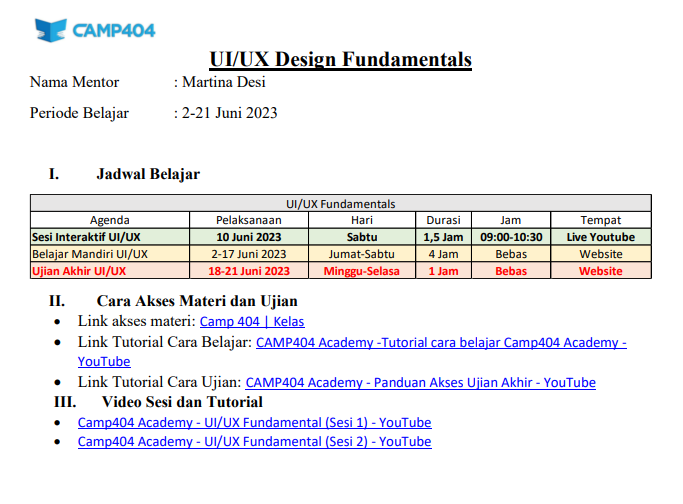 CAMP404
UI/UX Design Fundamentals
Nama Mentor : Martina Desi
Periode Belajar : 2-21 Juni 2023
I. Jadwal Belajar
UI/UX Fundamentals
Agenda Pelaksanaan Hari Durasi Jam Tempat
Sesi Interaktif UI/UX 10 Juni 2023 Sabtu 1,5 Jam 09:00-10:30 Live Youtube
Belajar Mandiri UI/UX 2-17 Juni 2023 Jumat-Sabtu 4 Jam Bebas Website
Ujian Akhir UI/UX 18-21 Juni 2023 Minggu-Selasa 1 Jam Bebas Website
II. Cara Akses Materi dan Ujian
• Link akses materi: Camp 404 | Kelas
• Link Tutorial Cara Belajar: CAMP404 Academy -Tutorial cara belajar Camp404 Academy -
YouTube
• Link Tutorial Cara Ujian: CAMP404 Academy - Panduan Akses Ujian Akhir - YouTube
III. Video Sesi dan Tutorial
• Camp404 Academy - UI/UX Fundamental (Sesi 1) - YouTube
• Camp404 Academy - UI/UX Fundamental (Sesi 2) - YouTube